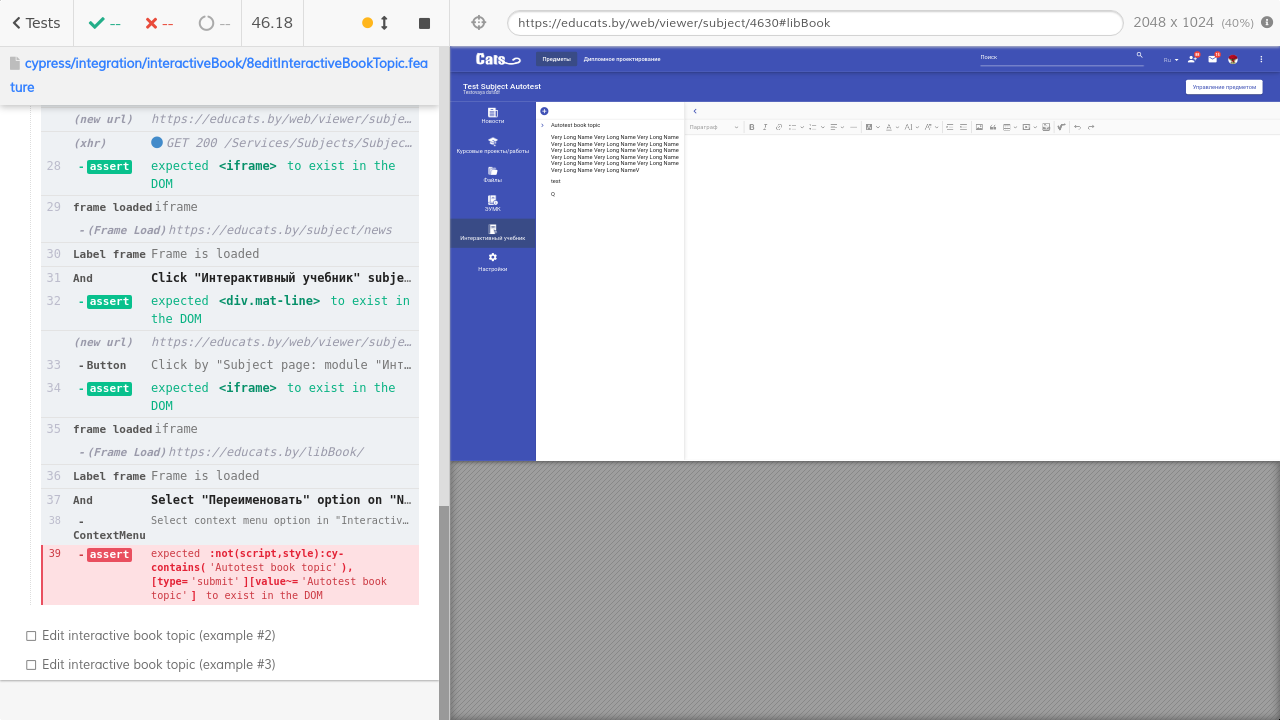 Tests
--
--
--
46.18
https://educats.by/web/viewer/subject/4630#libBook
2048 x 1024 (40%)
cypress/integration/interactiveBook/8editInteractiveBookTopic.fea
ture
(new url) https://educats.by/web/viewer/subje…
(xhr) GET 200 /Services/Subjects/Subjec…
28 - assert expected <iframe> to exist in the
DOM
29 frame loaded iframe
- (Frame Load) https://educats.by/subject/news
30 Label frame Frame is loaded
31 And Click "Интерактивный учебник" subje…
32 - assert expected <div.mat-line> to exist in
the DOM
(new url) https://educats.by/web/viewer/subje…
33 - Button Click by "Subject page: module "Инт…
34 - assert expected <iframe> to exist in the
DOM
35 frame loaded iframe
- (Frame Load) https://educats.by/libBook/
36 Label frame Frame is loaded
37 And Select "Переименовать" option on "N…
38 - Select context menu option in "Interactiv…
ContextMenu
39 - assert expected :not(script,style):cy-
contains( 'Autotest book topic' ),
[type= 'submit' ][value~= 'Autotest book
topic' ] to exist in the DOM
Edit interactive book topic (example #2)
Edit interactive book topic (example #3)
Cats
Предметы
Дипломное проектирование
Поиск
Ru
Test Subject Autotest
Управление предметом
Новости
Курсовые проекты/работы
Файлы
ЭУМК
Интерактивный учебник
Настройки
Autotest book topic
Very Long Name Very Long Name Very Long Name
Very Long Name Very Long Name Very Long Name
Very Long Name Very Long Name Very Long Name
Very Long Name Very Long Name Very Long Name
Very Long Name Very Long Name Very Long Name
Very Long Name Very Long NameV
text
Q
Параграф
B I